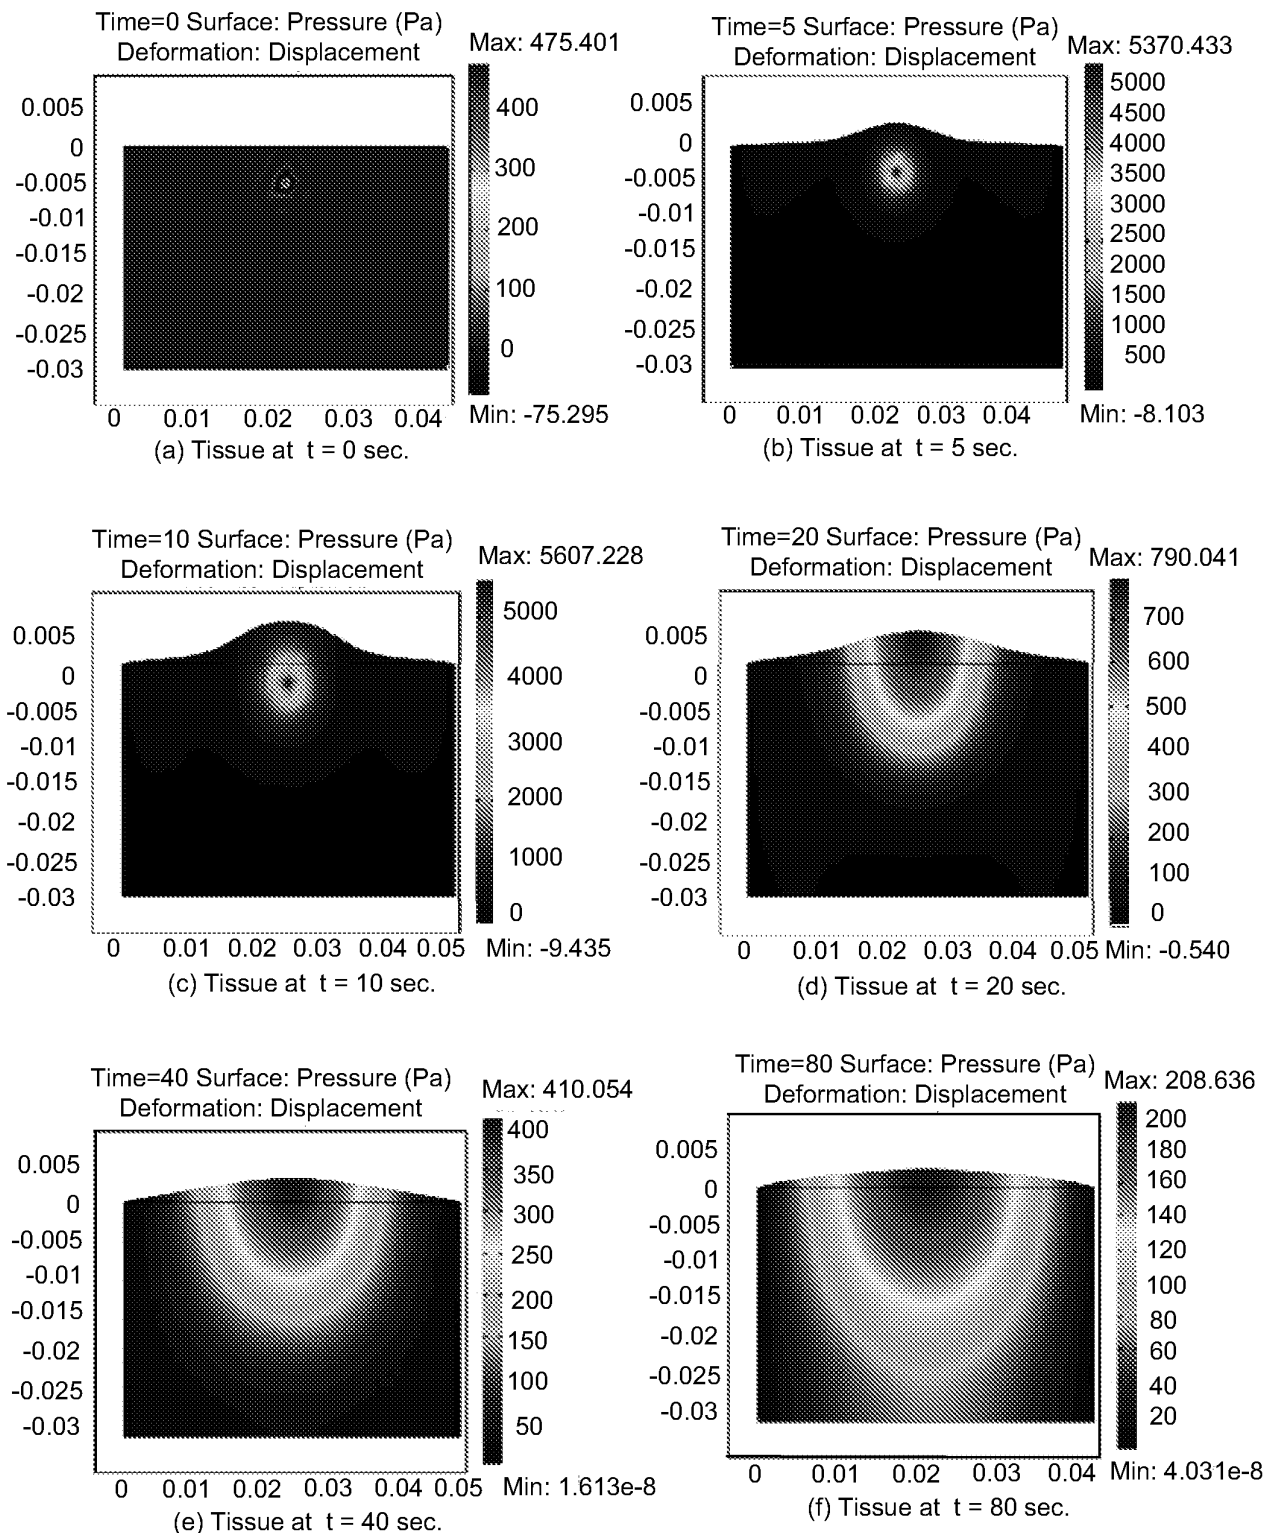 Time=0 Surface: Pressure (Pa)
Deformation: Displacement
Max: 475.401
0.005
0
-0.005
-0.01
-0.015
-0.02
-0.025
-0.03
400
300
200
100
0
Min: -75.295
0 0.01 0.02 0.03 0.04
(a) Tissue at t = 0 sec.
Time=5 Surface: Pressure (Pa)
Deformation: Displacement
Max: 5370.433
0.005
0
-0.005
-0.01
-0.015
-0.02
-0.025
-0.03
5000
4500
4000
3500
3000
2500
2000
1500
1000
500
Min: -8.103
0 0.01 0.02 0.03 0.04
(b) Tissue at t = 5 sec.
Time=10 Surface: Pressure (Pa)
Deformation: Displacement
Max: 5607.228
0.005
0
-0.005
-0.01
-0.015
-0.02
-0.025
-0.03
5000
4000
3000
2000
1000
0
Min: -9.435
0 0.01 0.02 0.03 0.05
(c) Tissue at t = 10 sec.
Time=20 Surface: Pressure (Pa)
Deformation: Displacement
Max: 790.041
0.005
0
-0.005
-0.01
-0.015
-0.02
-0.025
-0.03
700
600
500
400
300
200
100
0
Min: -0.540
0 0.01 0.02 0.03 0.04 0.05
(d) Tissue at t = 20 sec.
Time=40 Surface: Pressure (Pa)
Deformation: Displacement
Max: 410.054
0.005
0
-0.005
-0.01
-0.015
-0.02
-0.025
-0.03
400
350
300
250
200
150
100
50
Min: 1.613e-8
0 0.01 0.02 0.03 0.04 0.05
(e) Tissue at t = 40 sec.
Time=80 Surface: Pressure (Pa)
Deformation: Displacement
Max: 208.636
0.005
0
-0.005
-0.01
-0.015
-0.02
-0.025
-0.03
200
180
160
140
120
100
80
60
40
20
Min: 4.031e-8
0 0.01 0.02 0.03 0.04
(f) Tissue at t = 80 sec.